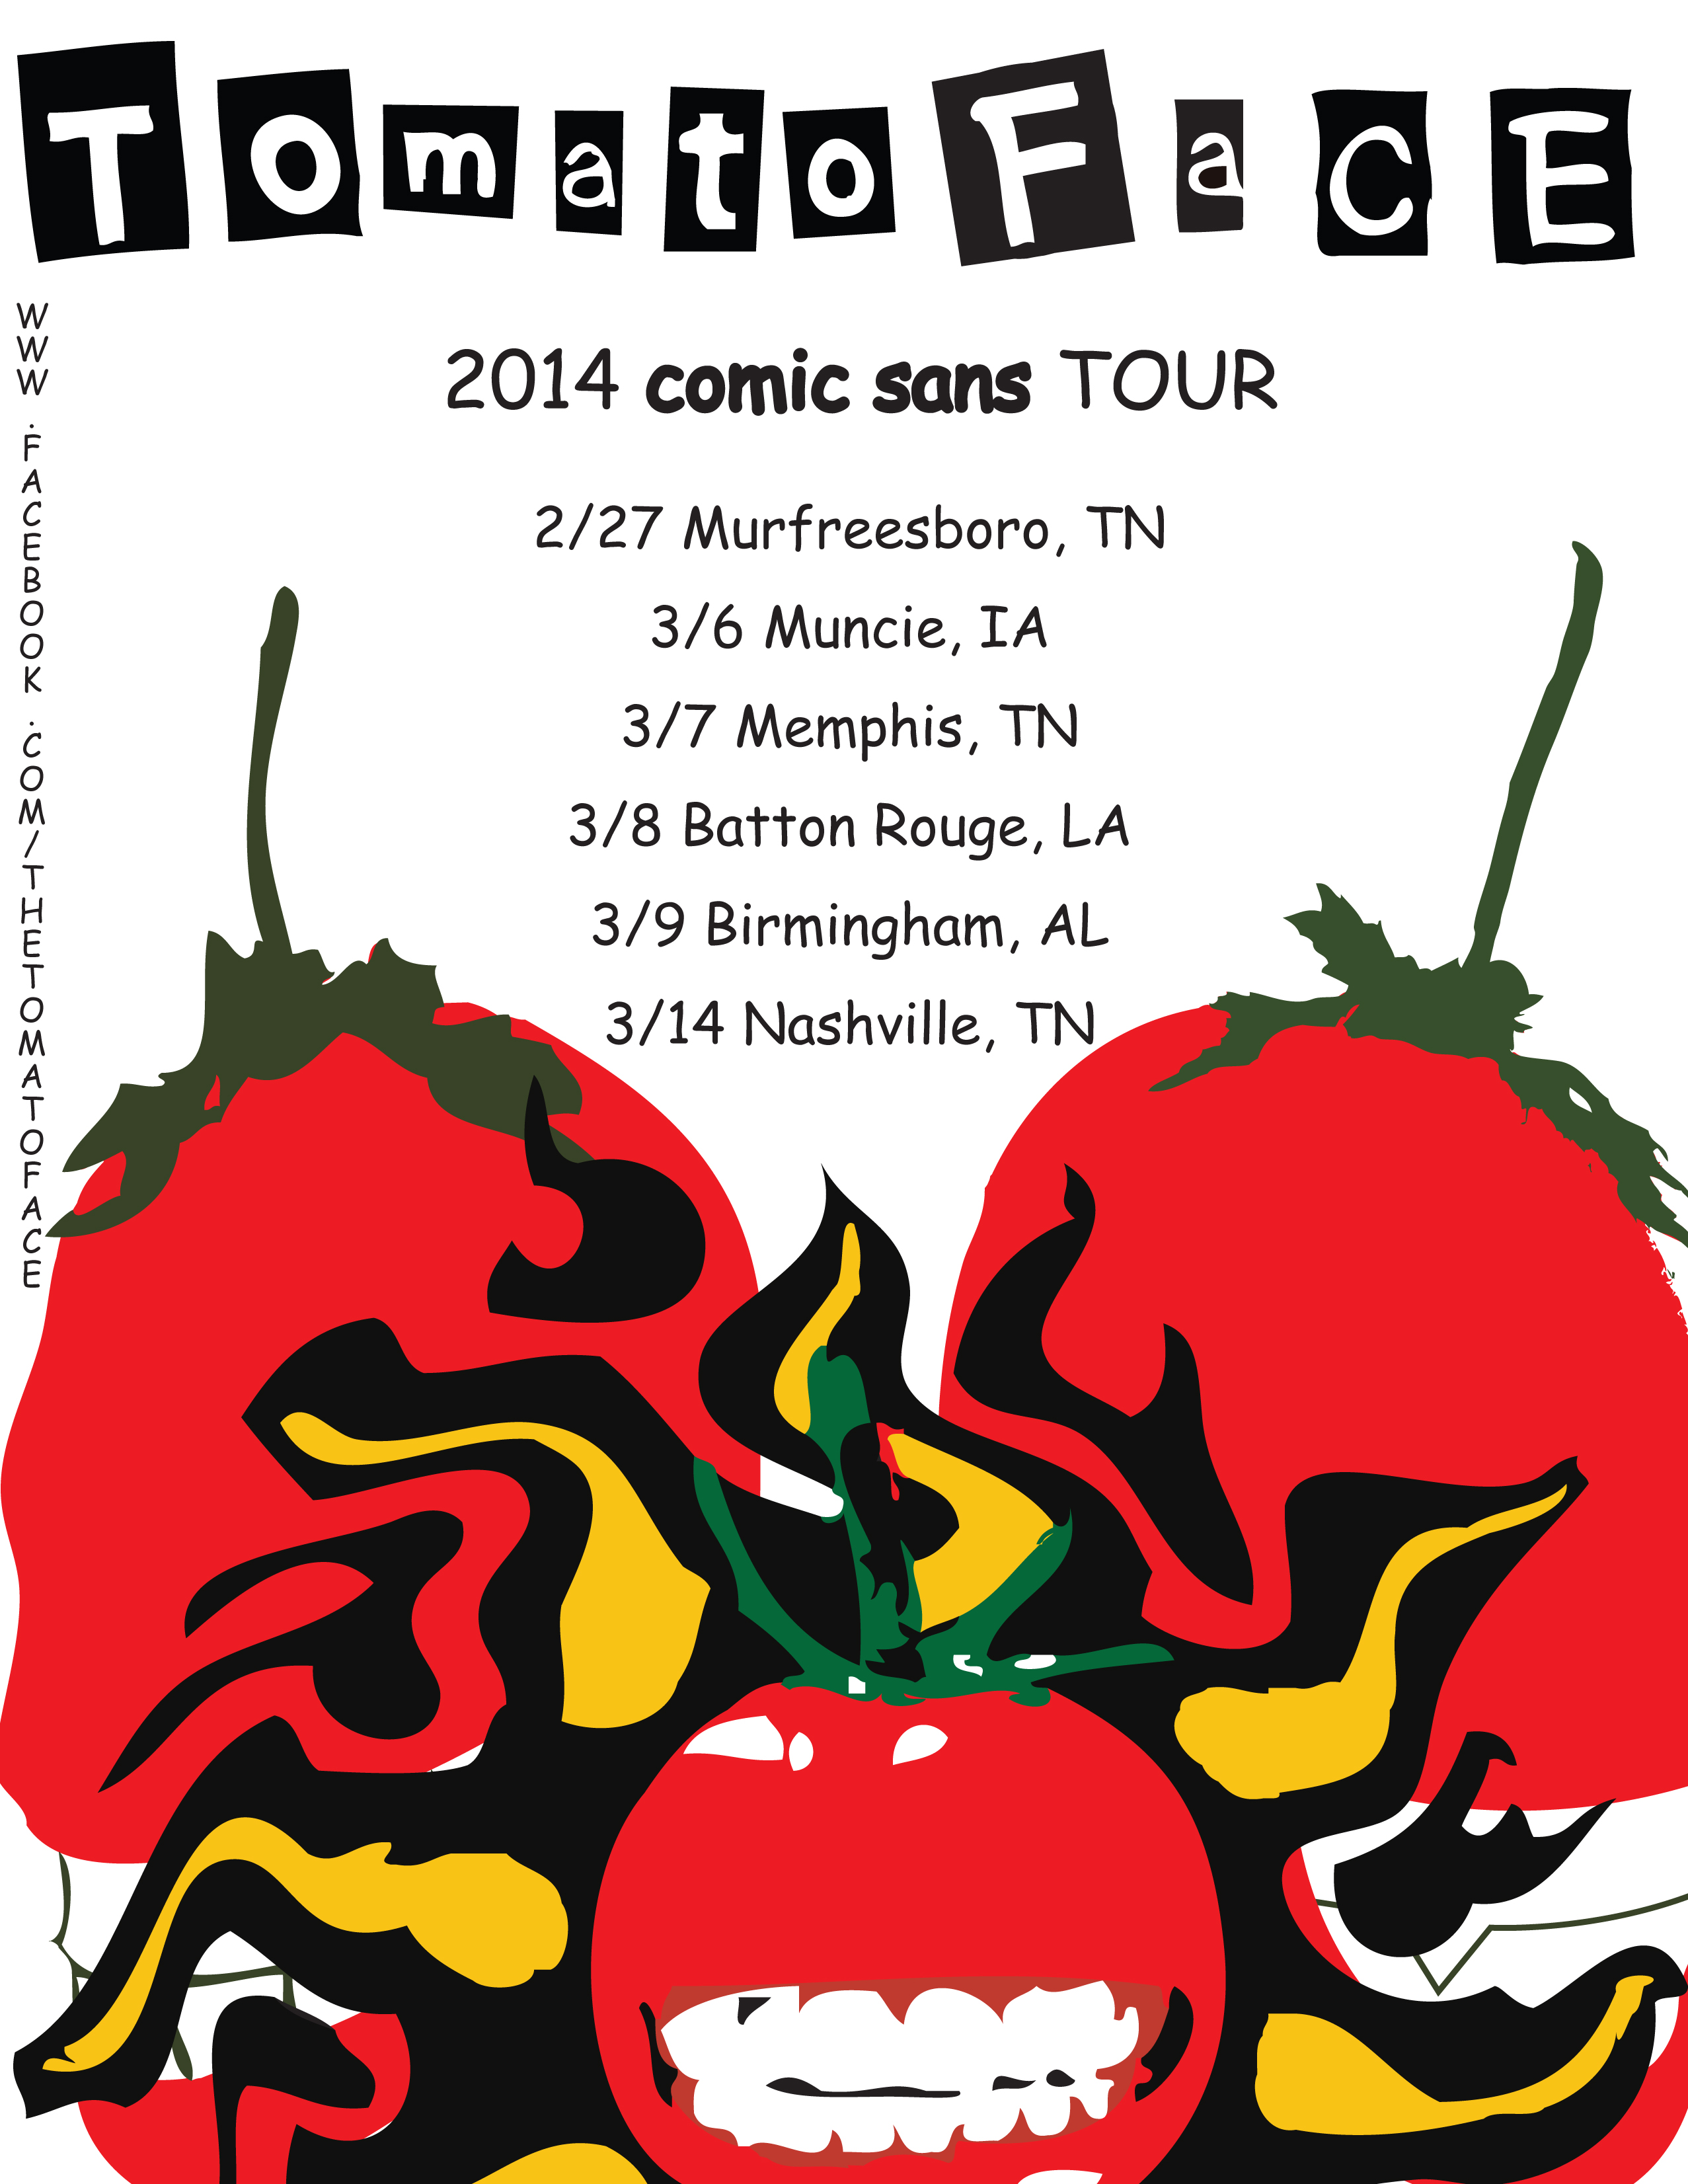 TomatoFaCE
2014 comic sans TOUR
2/27 Murfreesboro, TN
3/6 Muncie, IA
3/7 Memphis, TN
3/8 Batton Rouge, LA
3/9 Birmingham, AL
3/14 Nashville, TN
WWW.FACEBOOK.COM/THETOMATOFACE